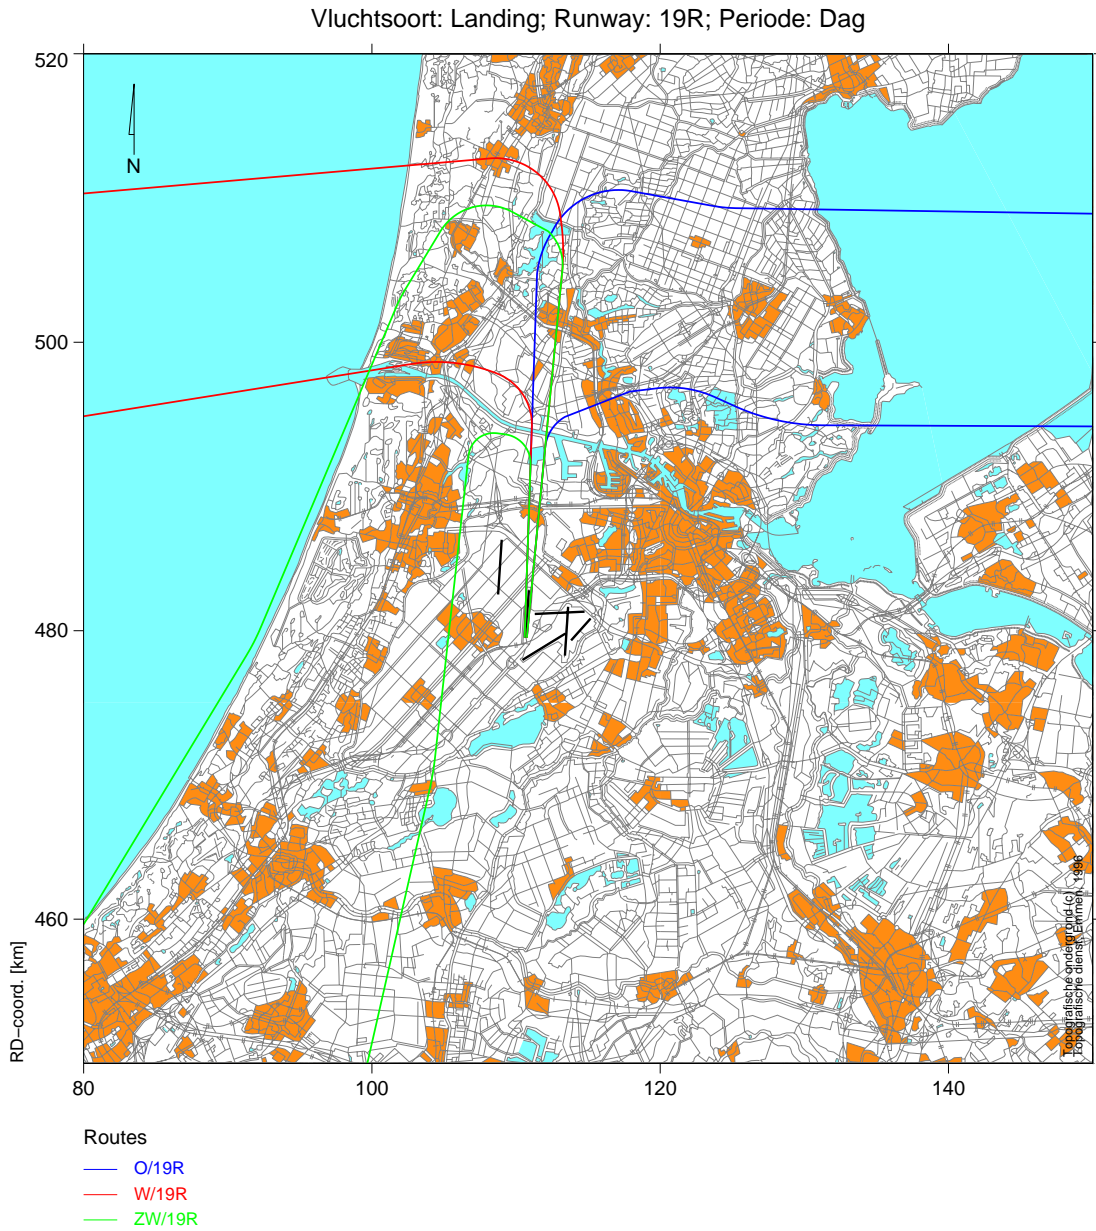 Vluchtsoort: Landing; Runway: 19R; Periode: Dag
520
500
480
460
N
RD–coord. [km]
80
100
120
140
Topografische ondergrond (c)
Topografische dienst, Emmen, 1996
Routes
O/19R
W/19R
ZW/19R